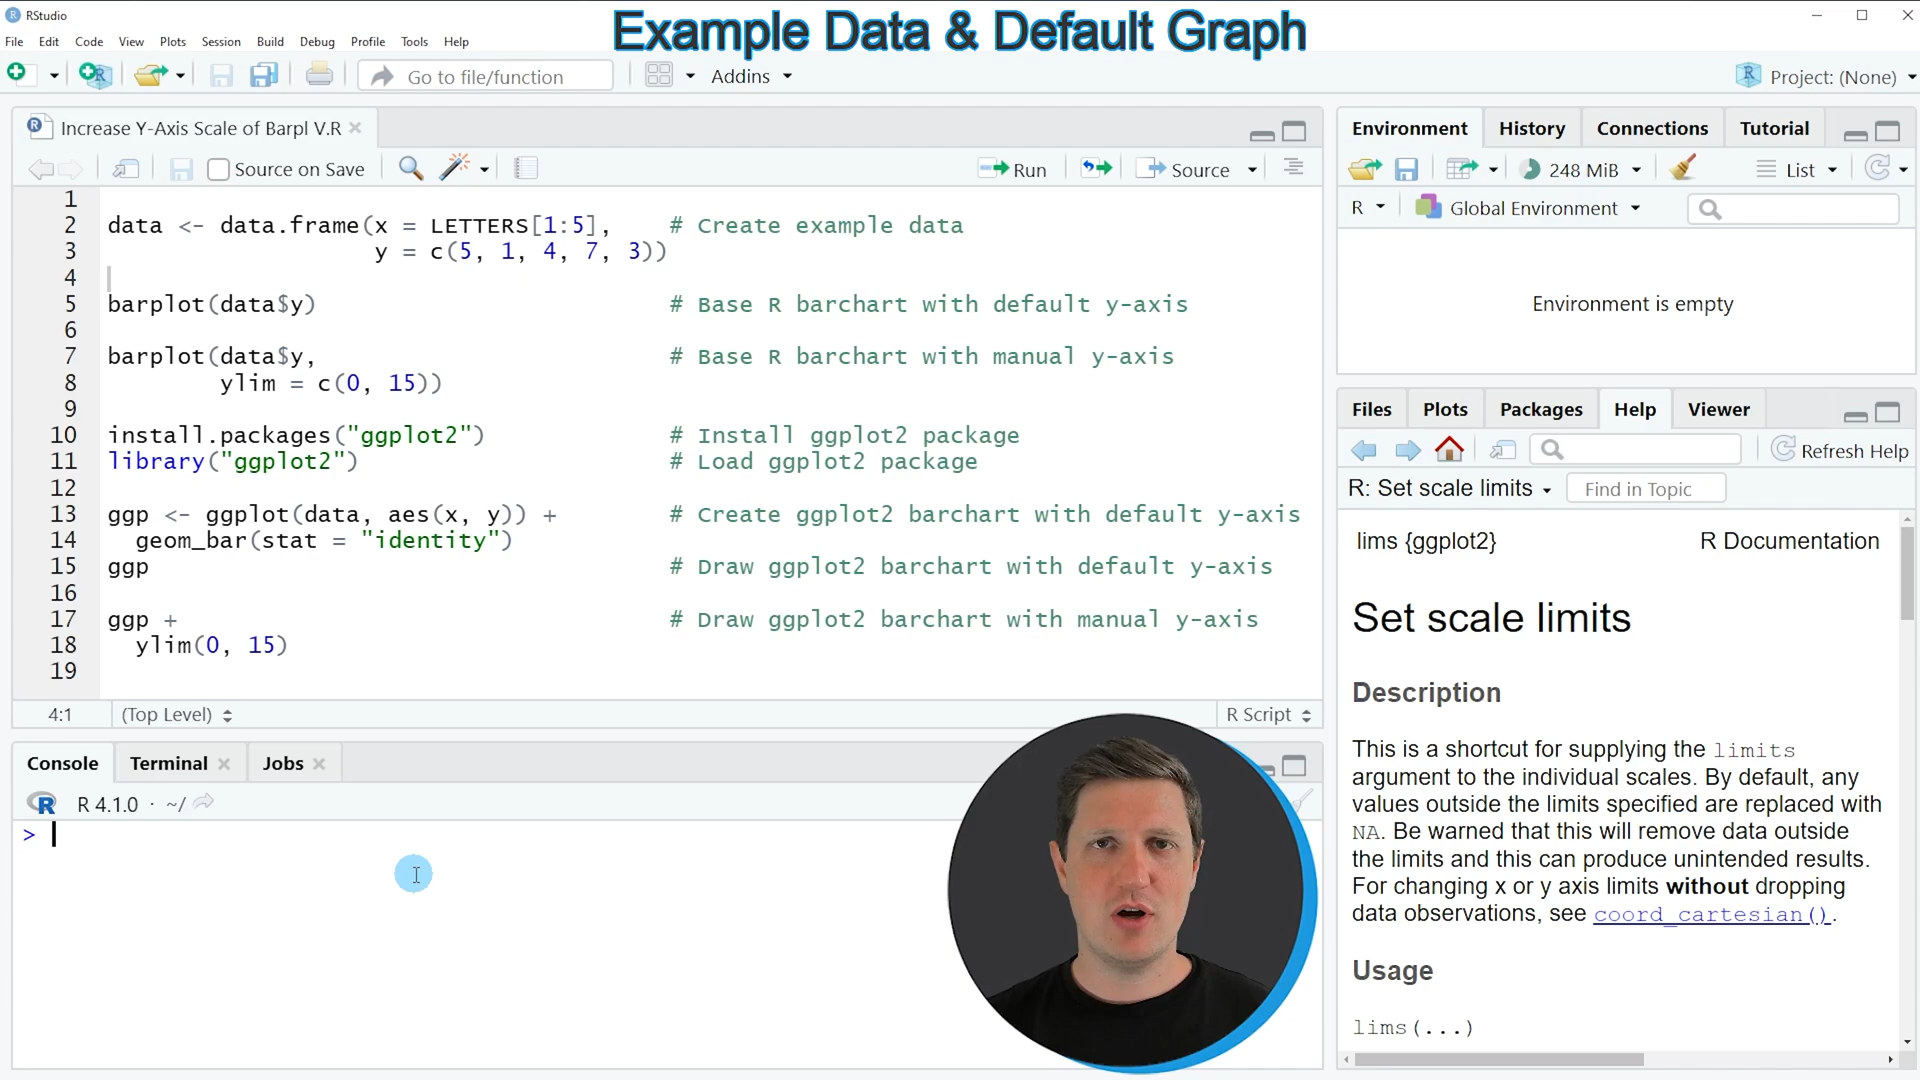 RStudio
Example Data & Default Graph
File Edit Code View Plots Session Build Debug Profile Tools Help
Go to file/function
Addins
Project: (None)
Increase Y-Axis Scale of Barpl V.R
Source on Save
Run
Source
1
2 data <- data.frame(x = LETTERS[1:5], # Create example data
3 y = c(5, 1, 4, 7, 3))
4
5 barplot(data$y) # Base R barchart with default y-axis
6
7 barplot(data$y, # Base R barchart with manual y-axis
8 ylim = c(0, 15))
9
10 install.packages("ggplot2") # Install ggplot2 package
11 library("ggplot2") # Load ggplot2 package
12
13 ggp <- ggplot(data, aes(x, y)) + # Create ggplot2 barchart with default y-axis
14 geom_bar(stat = "identity")
15 ggp # Draw ggplot2 barchart with default y-axis
16
17 ggp + # Draw ggplot2 barchart with manual y-axis
18 ylim(0, 15)
19
4:1 (Top Level) R Script
Console Terminal Jobs
R 4.1.0 · ~/
>
Environment History Connections Tutorial
248 MiB List
R Global Environment
Environment is empty
Files Plots Packages Help Viewer
Refresh Help
R: Set scale limits Find in Topic
lims {ggplot2} R Documentation
Set scale limits
Description
This is a shortcut for supplying the limits
argument to the individual scales. By default, any
values outside the limits specified are replaced with
NA. Be warned that this will remove data outside
the limits and this can produce unintended results.
For changing x or y axis limits without dropping
data observations, see coord_cartesian().
Usage
lims(...)